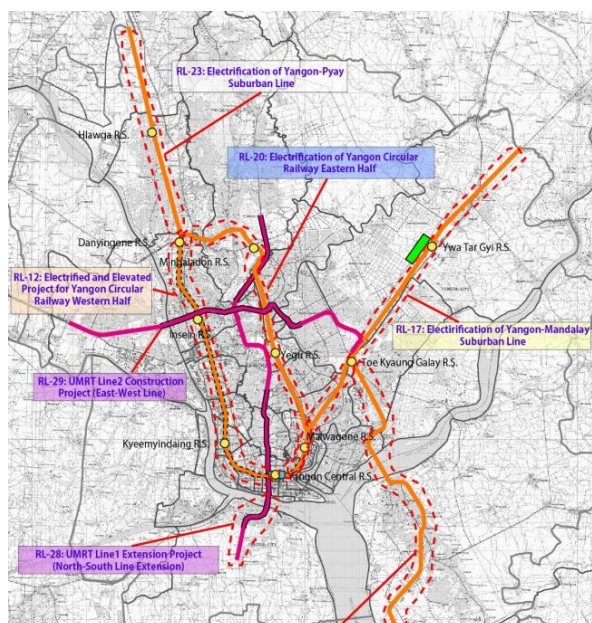 RL-23: Electrification of Yangon-Pyay
Suburban Line
Hlawga R.S.
RL-20: Electrification of Yangon Circular
Railway Eastern Half
Danyingene R.S.
Mingaladon R.S.
Ywa Tar Gyi R.S.
RL-12: Electrified and Elevated
Project for Yangon Circular
Railway Western Half
Insein R.S.
RL-17: Electirification of Yangon-Mandalay
Suburban Line
Yegu R.S.
Toe Kyaung Galay R.S.
RL-29: UMRT Line2 Construction
Project (East-West Line)
Kyeemyindaing R.S.
Malwagone R.S.
Yangon Central R.S.
RL-28: UMRT Line1 Extension Project
(North-South Line Extension)